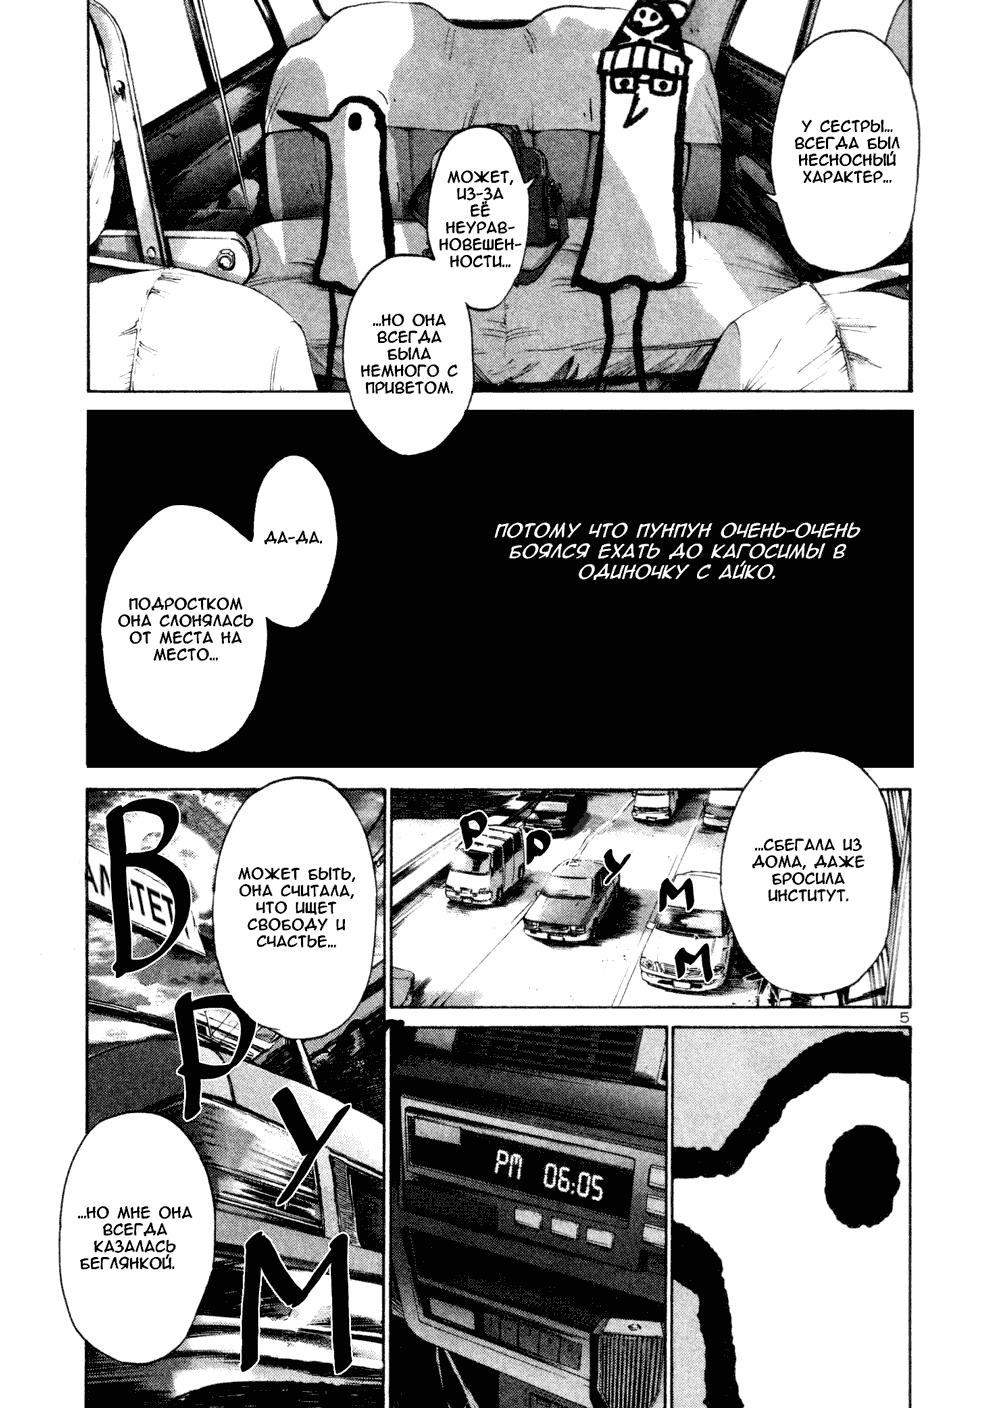 У СЕСТРЫ...
ВСЕГДА БЫЛ
НЕСНОСНЫЙ
ХАРАКТЕР...
МОЖЕТ,
ИЗ-ЗА
ЕЁ
НЕУРАВ-
НОВЕШЕН-
НОСТИ...
...НО ОНА
ВСЕГДА
БЫЛА
НЕМНОГО С
ПРИВЕТОМ.
ПОТОМУ ЧТО ПУНПУН ОЧЕНЬ-ОЧЕНЬ
БОЯЛСЯ ЕХАТЬ ДО КАГОСИМЫ В
ОДИНОЧКУ С АЙКО.
ДА-ДА.
ПОДРОСТКОМ
ОНА СЛОНЯЛАСЬ
ОТ МЕСТА НА
МЕСТО...
...СБЕГАЛА ИЗ
ДОМА, ДАЖЕ
БРОСИЛА
ИНСТИТУТ.
Р Р У М М
МОЖЕТ БЫТЬ,
ОНА СЧИТАЛА,
ЧТО ИЩЕТ
СВОБОДУ И
СЧАСТЬЕ...
ВРУМ
...НО МНЕ ОНА
ВСЕГДА
КАЗАЛАСЬ
БЕГЛЯНКОЙ.
PM 06:05
5